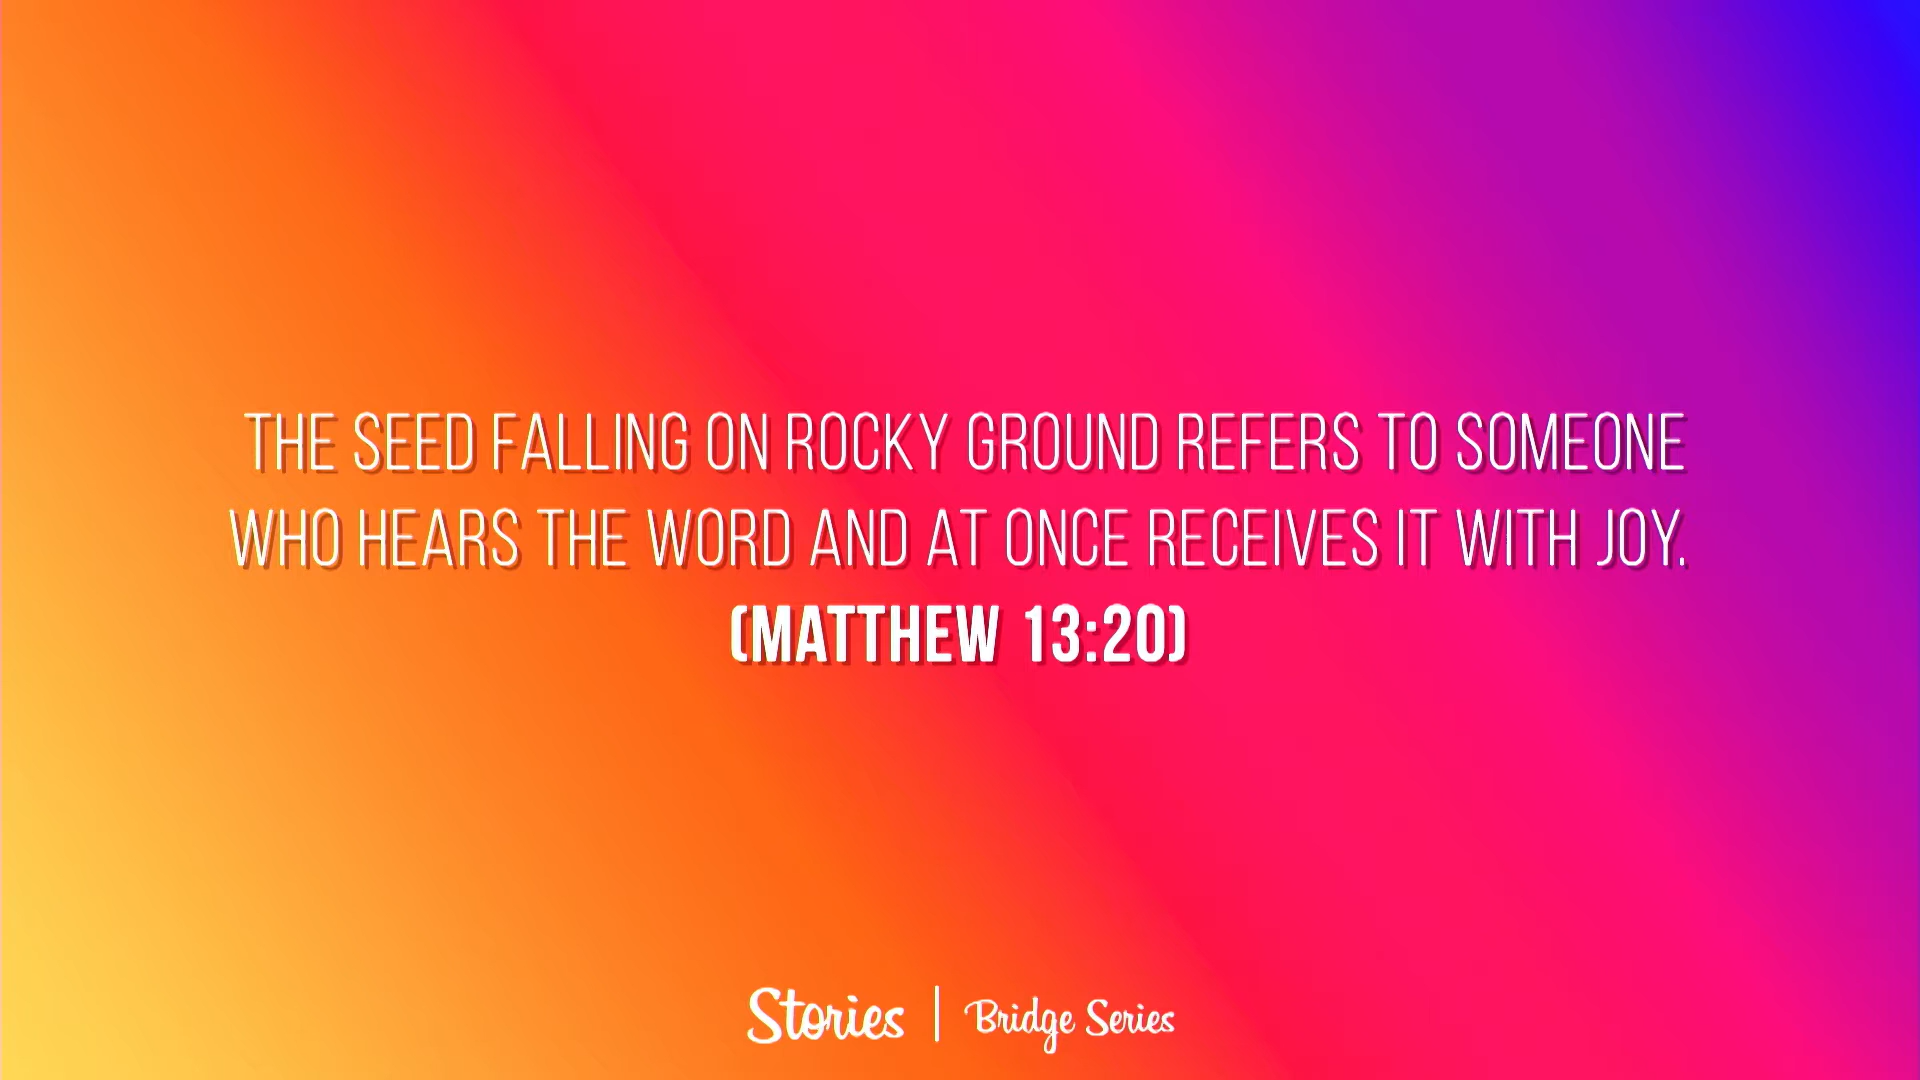 THE SEED FALLING ON ROCKY GROUND REFERS TO SOMEONE
WHO HEARS THE WORD AND AT ONCE RECEIVES IT WITH JOY.
(MATTHEW 13:20)
Stories | Bridge Series